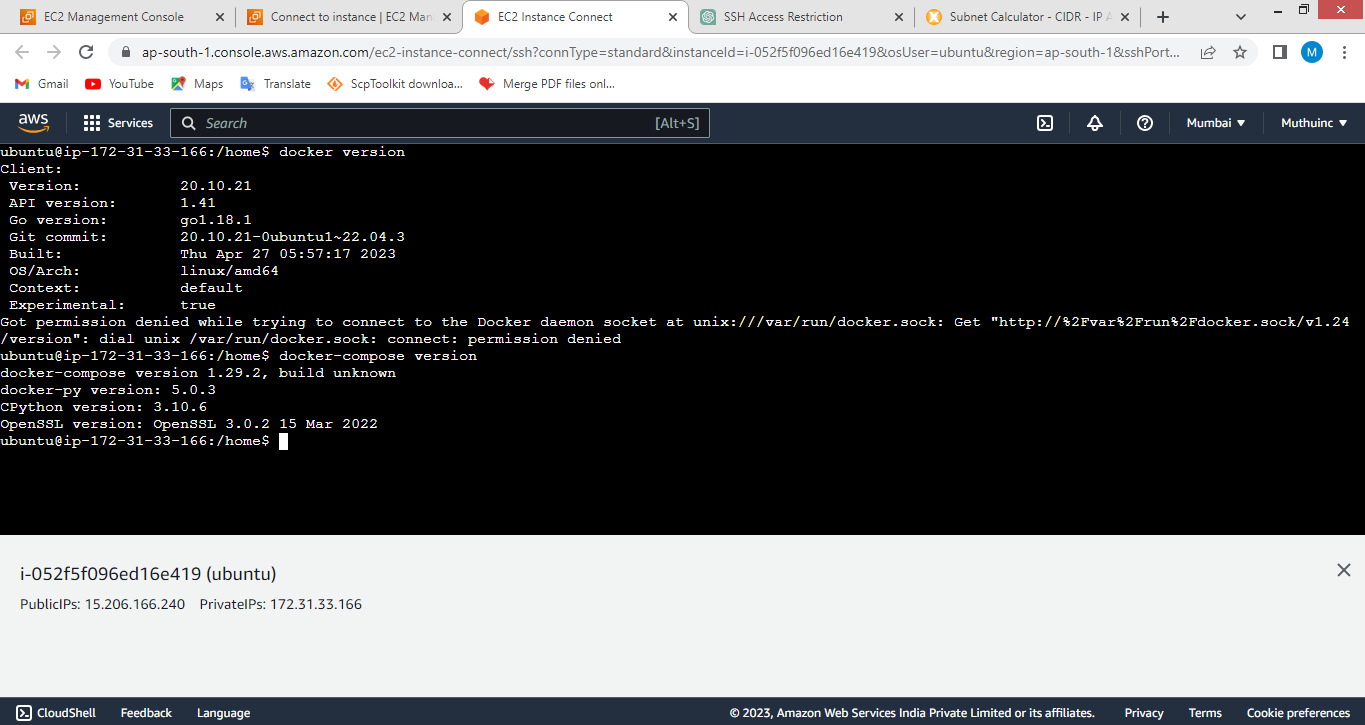 EC2 Management Console
Connect to instance | EC2 Man
EC2 Instance Connect
SSH Access Restriction
Subnet Calculator - CIDR - IP A
ap-south-1.console.aws.amazon.com/ec2-instance-connect/ssh?connType=standard&instanceId=i-052f5f096ed16e419&osUser=ubuntu&region=ap-south-1&sshPort...
M
Gmail
YouTube
Maps
Translate
ScpToolkit downloa...
Merge PDF files onl...
aws
Services
Search
[Alt+S]
Mumbai
Muthuinc
ubuntu@ip-172-31-33-166:/home$ docker version
Client:
Version: 20.10.21
API version: 1.41
Go version: go1.18.1
Git commit: 20.10.21-0ubuntu1~22.04.3
Built: Thu Apr 27 05:57:17 2023
OS/Arch: linux/amd64
Context: default
Experimental: true
Got permission denied while trying to connect to the Docker daemon socket at unix:///var/run/docker.sock: Get "http://%2Fvar%2Frun%2Fdocker.sock/v1.24
/version": dial unix /var/run/docker.sock: connect: permission denied
ubuntu@ip-172-31-33-166:/home$ docker-compose version
docker-compose version 1.29.2, build unknown
docker-py version: 5.0.3
CPython version: 3.10.6
OpenSSL version: OpenSSL 3.0.2 15 Mar 2022
ubuntu@ip-172-31-33-166:/home$
i-052f5f096ed16e419 (ubuntu)
PublicIPs: 15.206.166.240 PrivateIPs: 172.31.33.166
CloudShell
Feedback
Language
© 2023, Amazon Web Services India Private Limited or its affiliates.
Privacy
Terms
Cookie preferences